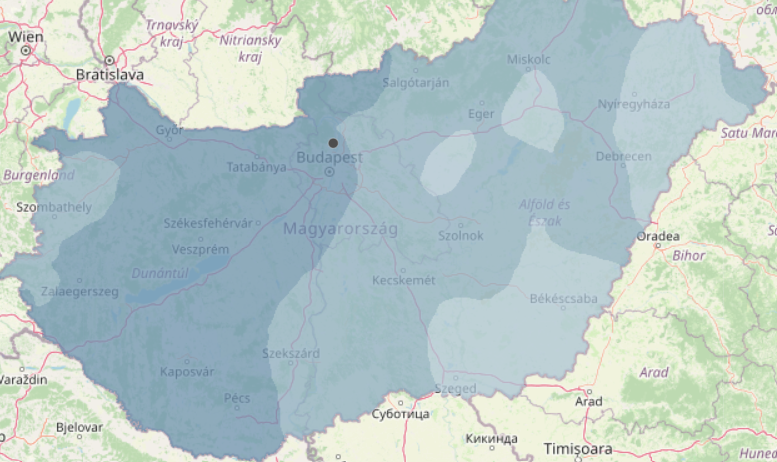 Trnavský
kraj
Wien
Nitriansky
kraj
Bratislava
Salgótarján
Miskolc
Nyíregyháza
Eger
Győr
Satu Mare
Budapest
Debrecen
Tatabánya
Burgenland
Szombathely
Székesfehérvár
Alföld és
Észak
Magyarország
Szolnok
Oradea
Veszprém
Bihor
Dunántúl
Kecskemét
Zalaegerszeg
Békéscsaba
Szekszárd
Kaposvár
Arad
Varaždin
Szeged
Pécs
Arad
Суботица
Bjelovar
Кикинда
Timișoara